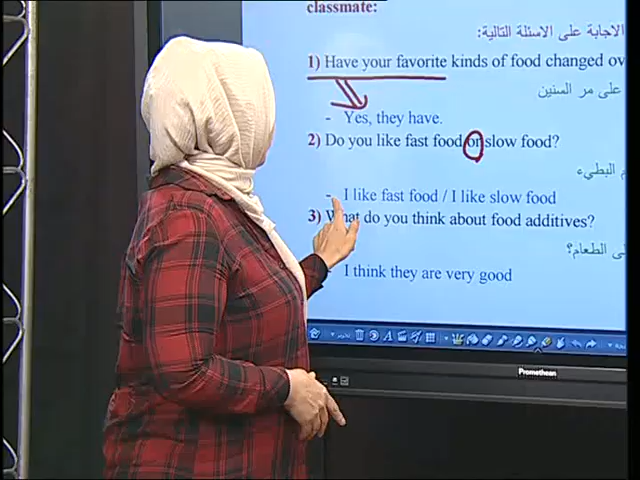 classmate:
الاجابة على الاسئلة التالية:
1) Have your favorite kinds of food changed ov
على مر السنين
- Yes, they have.
2) Do you like fast food or slow food?
البطيء
- I like fast food / I like slow food
3) What do you think about food additives?
الطعام؟
- I think they are very good
Promethean